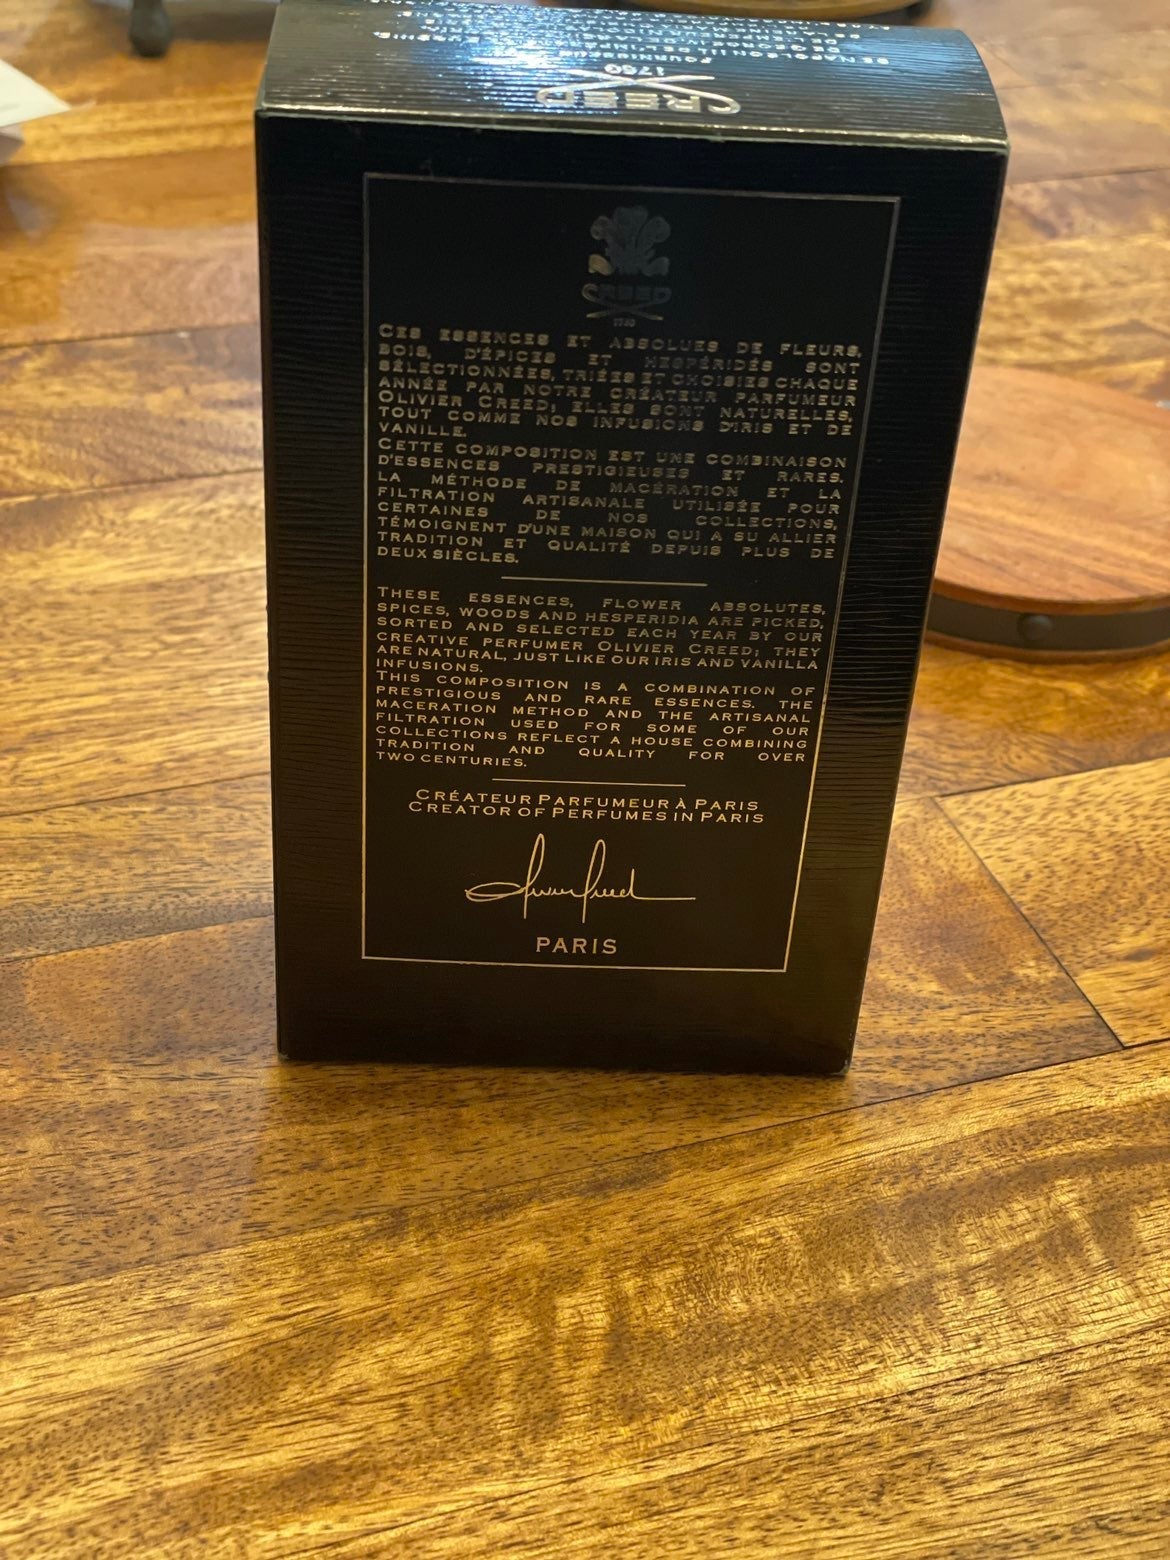 CREED
1760
CREED
1760
CES ESSENCES ET ABSOLUES DE FLEURS,
BOIS, D'ÉPICES ET HESPÉRIDÉS SONT
SÉLECTIONNÉES, TRIÉES ET CHOISIES CHAQUE
ANNÉE PAR NOTRE CRÉATEUR PARFUMEUR
OLIVIER CREED; ELLES SONT NATURELLES,
TOUT COMME NOS INFUSIONS D'IRIS ET DE
VANILLE.
CETTE COMPOSITION EST UNE COMBINAISON
D'ESSENCES PRESTIGIEUSES ET RARES.
LA MÉTHODE DE MACÉRATION ET LA
FILTRATION ARTISANALE UTILISÉE POUR
CERTAINES DE NOS COLLECTIONS,
TÉMOIGNENT D'UNE MAISON QUI A SU ALLIER
TRADITION ET QUALITÉ DEPUIS PLUS DE
DEUX SIÈCLES.
THESE ESSENCES, FLOWER ABSOLUTES,
SPICES, WOODS AND HESPERIDIA ARE PICKED,
SORTED AND SELECTED EACH YEAR BY OUR
CREATIVE PERFUMER OLIVIER CREED; THEY
ARE NATURAL, JUST LIKE OUR IRIS AND VANILLA
INFUSIONS.
THIS COMPOSITION IS A COMBINATION OF
PRESTIGIOUS AND RARE ESSENCES. THE
MACERATION METHOD AND THE ARTISANAL
FILTRATION USED FOR SOME OF OUR
COLLECTIONS REFLECT A HOUSE COMBINING
TRADITION AND QUALITY FOR OVER
TWO CENTURIES.
CRÉATEUR PARFUMEUR À PARIS
CREATOR OF PERFUMES IN PARIS
Olivier Creed
PARIS